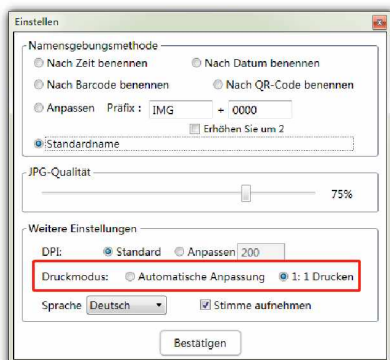 Einstellen
Namensgebungsmethode
Nach Zeit benennen Nach Datum benennen
Nach Barcode benennen Nach QR-Code benennen
Anpassen Präfix : IMG + 0000
Erhöhen Sie um 2
Standardname
JPG-Qualität
75%
Weitere Einstellungen
DPI: Standard Anpassen 200
Druckmodus: Automatische Anpassung 1: 1 Drucken
Sprache Deutsch Stimme aufnehmen
Bestätigen